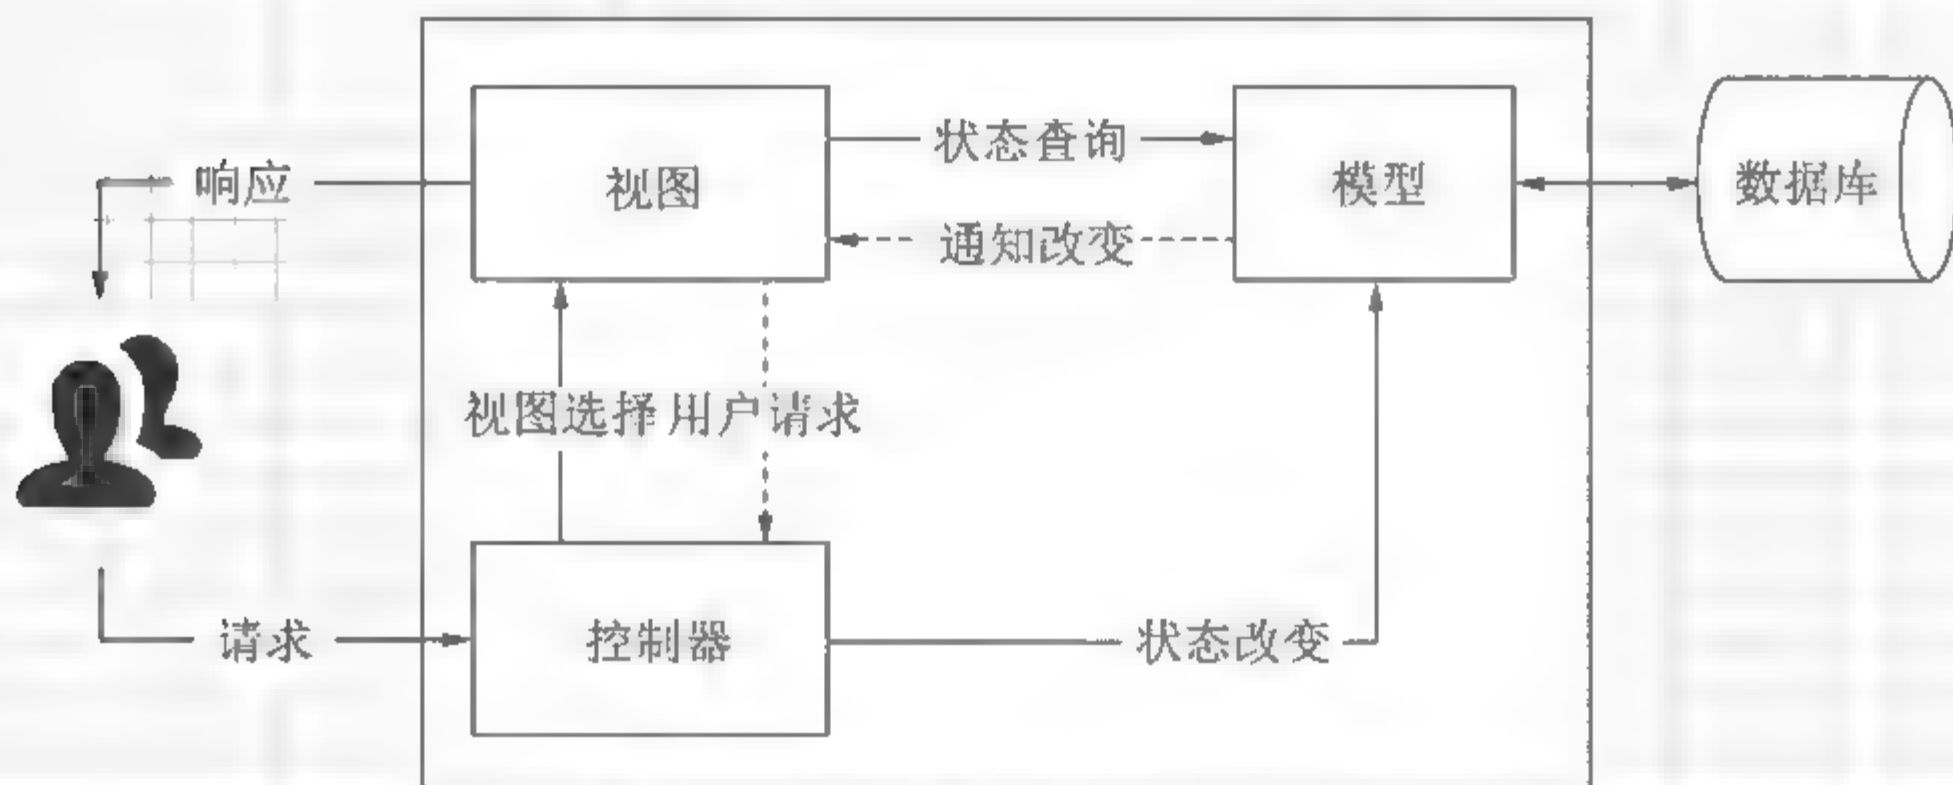 状态查询
响应
视图
模型
数据库
通知改变
视图选择 用户请求
请求
控制器
状态改变